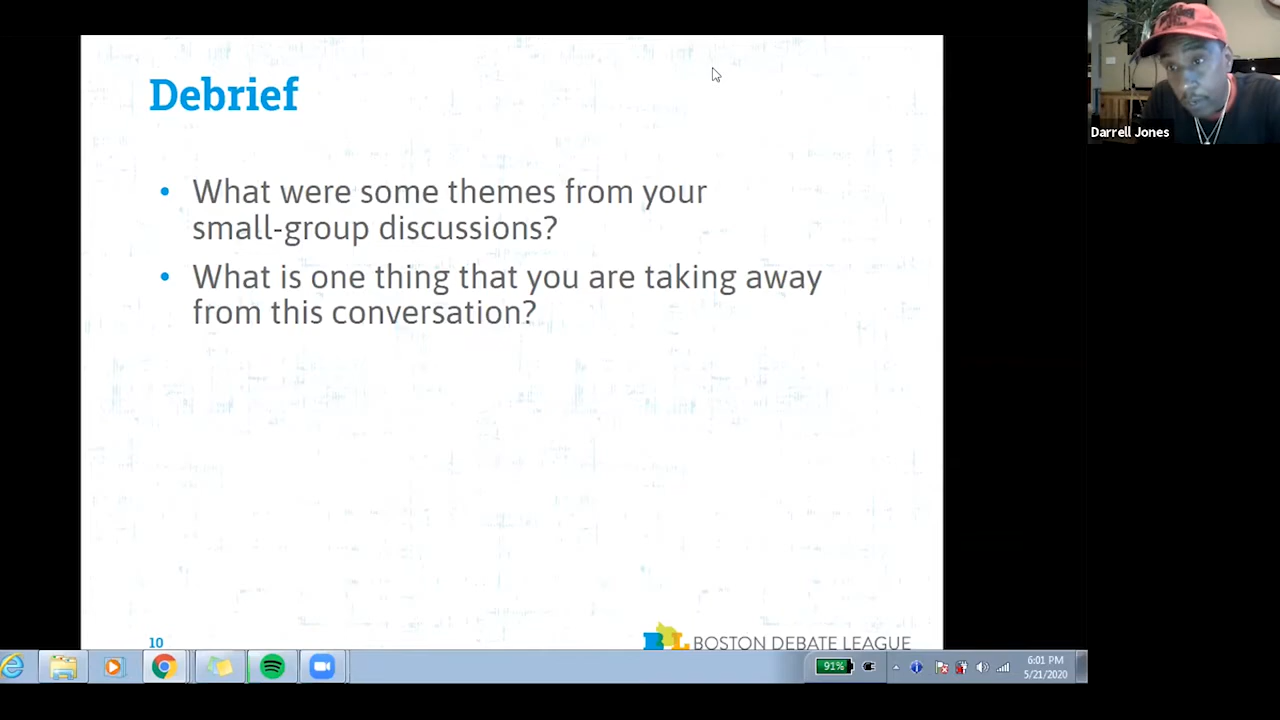 Debrief
• What were some themes from your
small-group discussions?
• What is one thing that you are taking away
from this conversation?
10
BOSTON DEBATE LEAGUE
Darrell Jones
91%
6:01 PM
5/21/2020